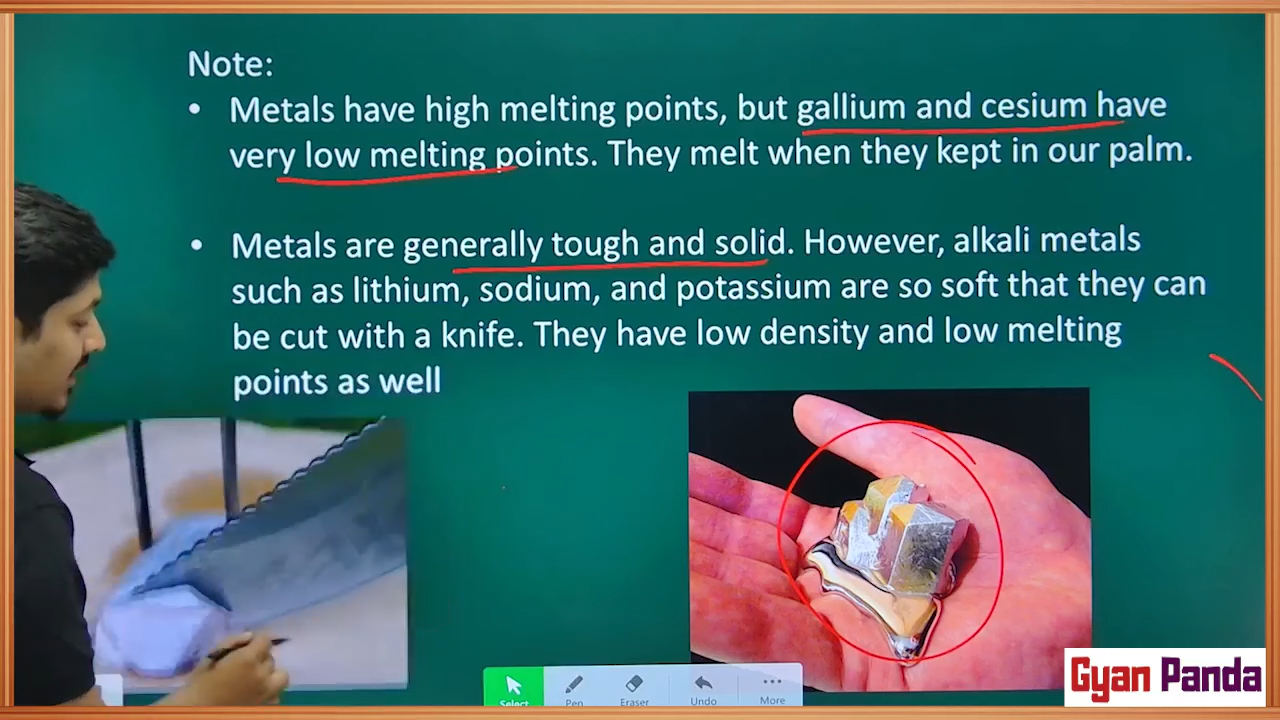 Note:
• Metals have high melting points, but gallium and cesium have
very low melting points. They melt when they kept in our palm.
• Metals are generally tough and solid. However, alkali metals
such as lithium, sodium, and potassium are so soft that they can
be cut with a knife. They have low density and low melting
points as well
Select Pen Eraser Undo More
Gyan Panda